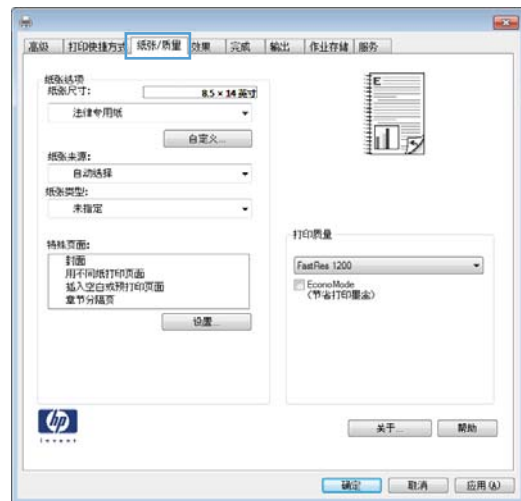 高级 打印快捷方式 纸张/质量 效果 完成 输出 作业存储 服务
纸张选项
纸张尺寸: 8.5 × 14 英寸
法律专用纸
自定义...
纸张来源:
自动选择
纸张类型:
未指定
特殊页面:
封面
用不同纸打印页面
插入空白或预打印页面
章节分隔页
设置...
E
打印质量
FastRes 1200
EconoMode
(节省打印墨盒)
hp
invent
关于... 帮助
确定 取消 应用(A)